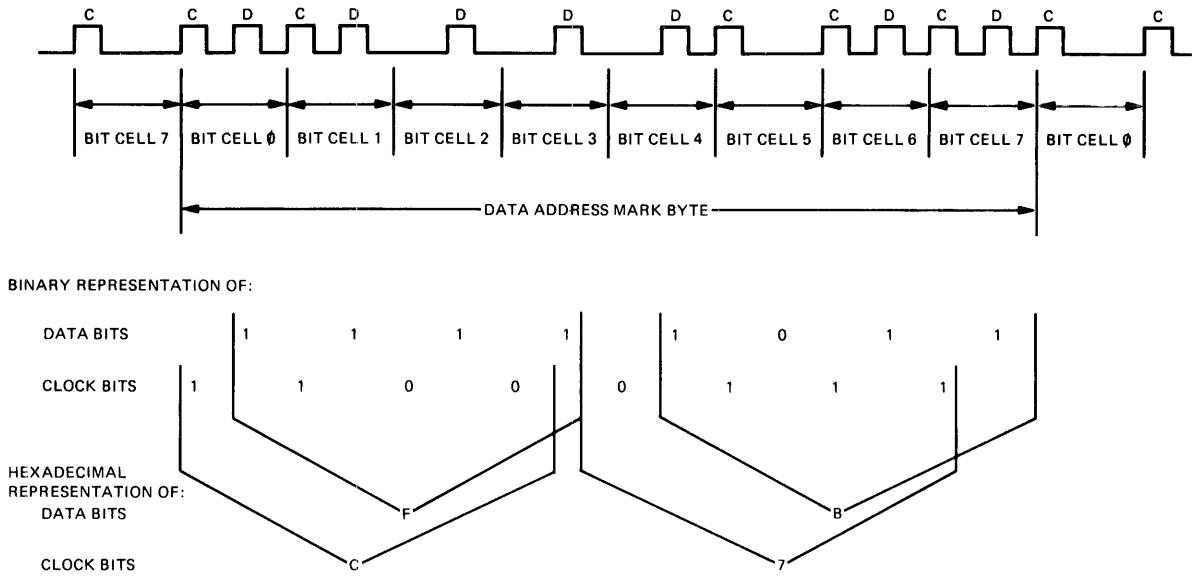 C C D C D D D D C C D C D C C
BIT CELL 7 BIT CELL 0 BIT CELL 1 BIT CELL 2 BIT CELL 3 BIT CELL 4 BIT CELL 5 BIT CELL 6 BIT CELL 7 BIT CELL 0
DATA ADDRESS MARK BYTE
BINARY REPRESENTATION OF:
DATA BITS 1 1 1 1 1 0 1 1
CLOCK BITS 1 1 0 0 0 1 1 1
HEXADECIMAL
REPRESENTATION OF:
DATA BITS F B
CLOCK BITS C 7